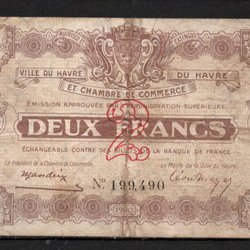 VILLE DU HAVRE DU HAVRE
ET CHAMBRE DE COMMERCE
ÉMISSION APPROUVÉE PAR L'ADMINISTRATION SUPÉRIEURE
2
DEUX FRANCS
ÉCHANGEABLE CONTRE DES BILLETS DE LA BANQUE DE FRANCE
Le Président de la Chambre de Commerce. Le Maire de la Ville du Havre.
No 199,490